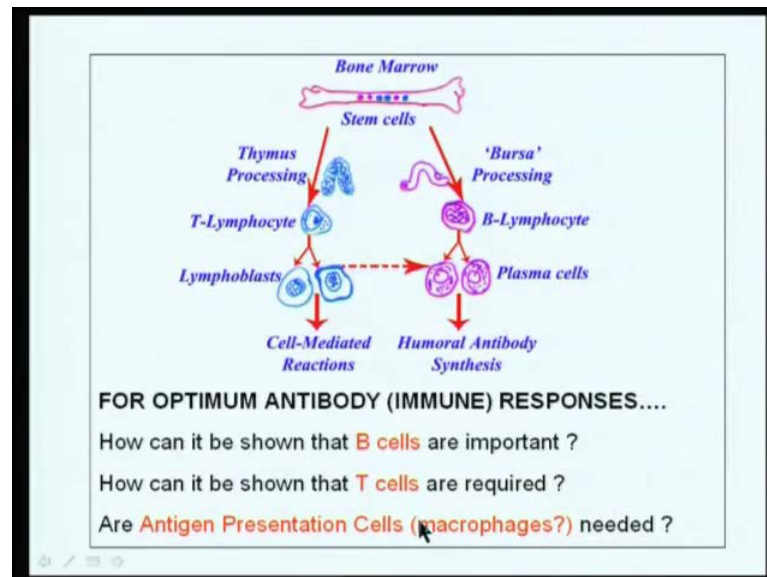 Bone Marrow
Stem cells
Thymus
Processing
'Bursa'
Processing
T-Lymphocyte
B-Lymphocyte
Lymphoblasts
Plasma cells
Cell-Mediated
Reactions
Humoral Antibody
Synthesis
FOR OPTIMUM ANTIBODY (IMMUNE) RESPONSES....
How can it be shown that B cells are important ?
How can it be shown that T cells are required ?
Are Antigen Presentation Cells (macrophages?) needed ?